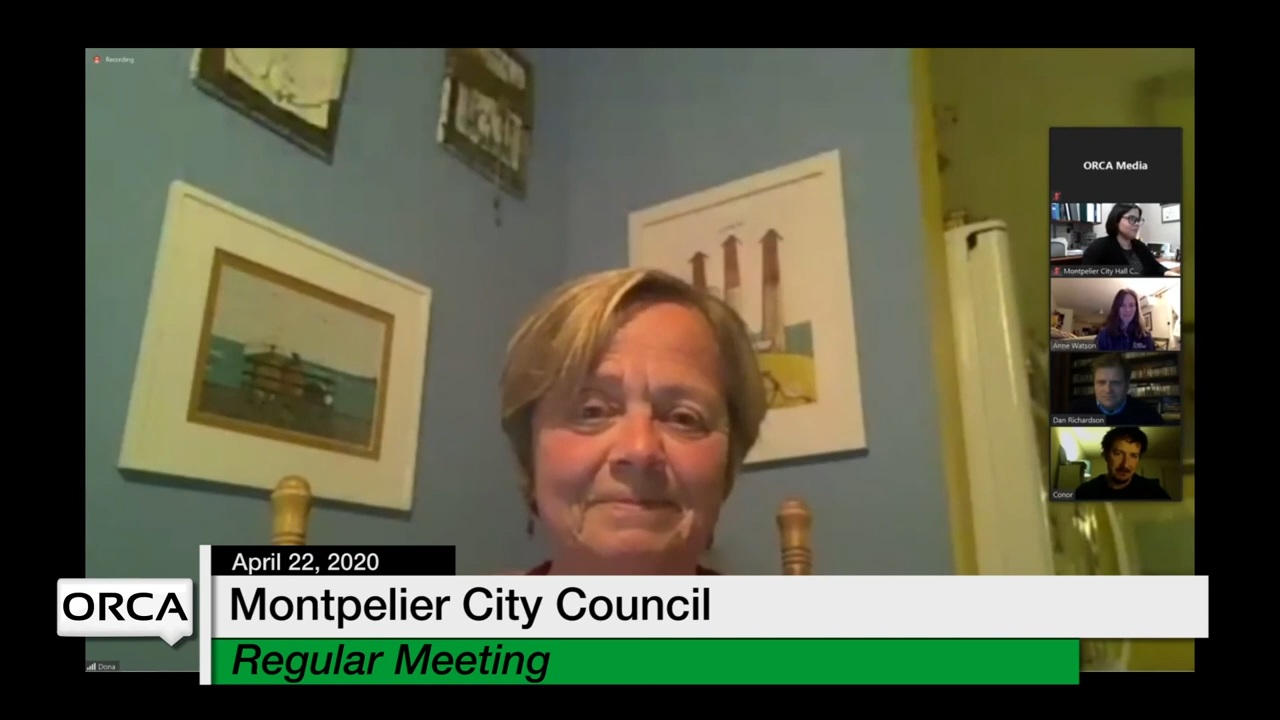 Recording
ORCA Media
Montpelier City Hall C...
Anne Watson
Dan Richardson
Conor
April 22, 2020
ORCA
Montpelier City Council
Regular Meeting
Dona